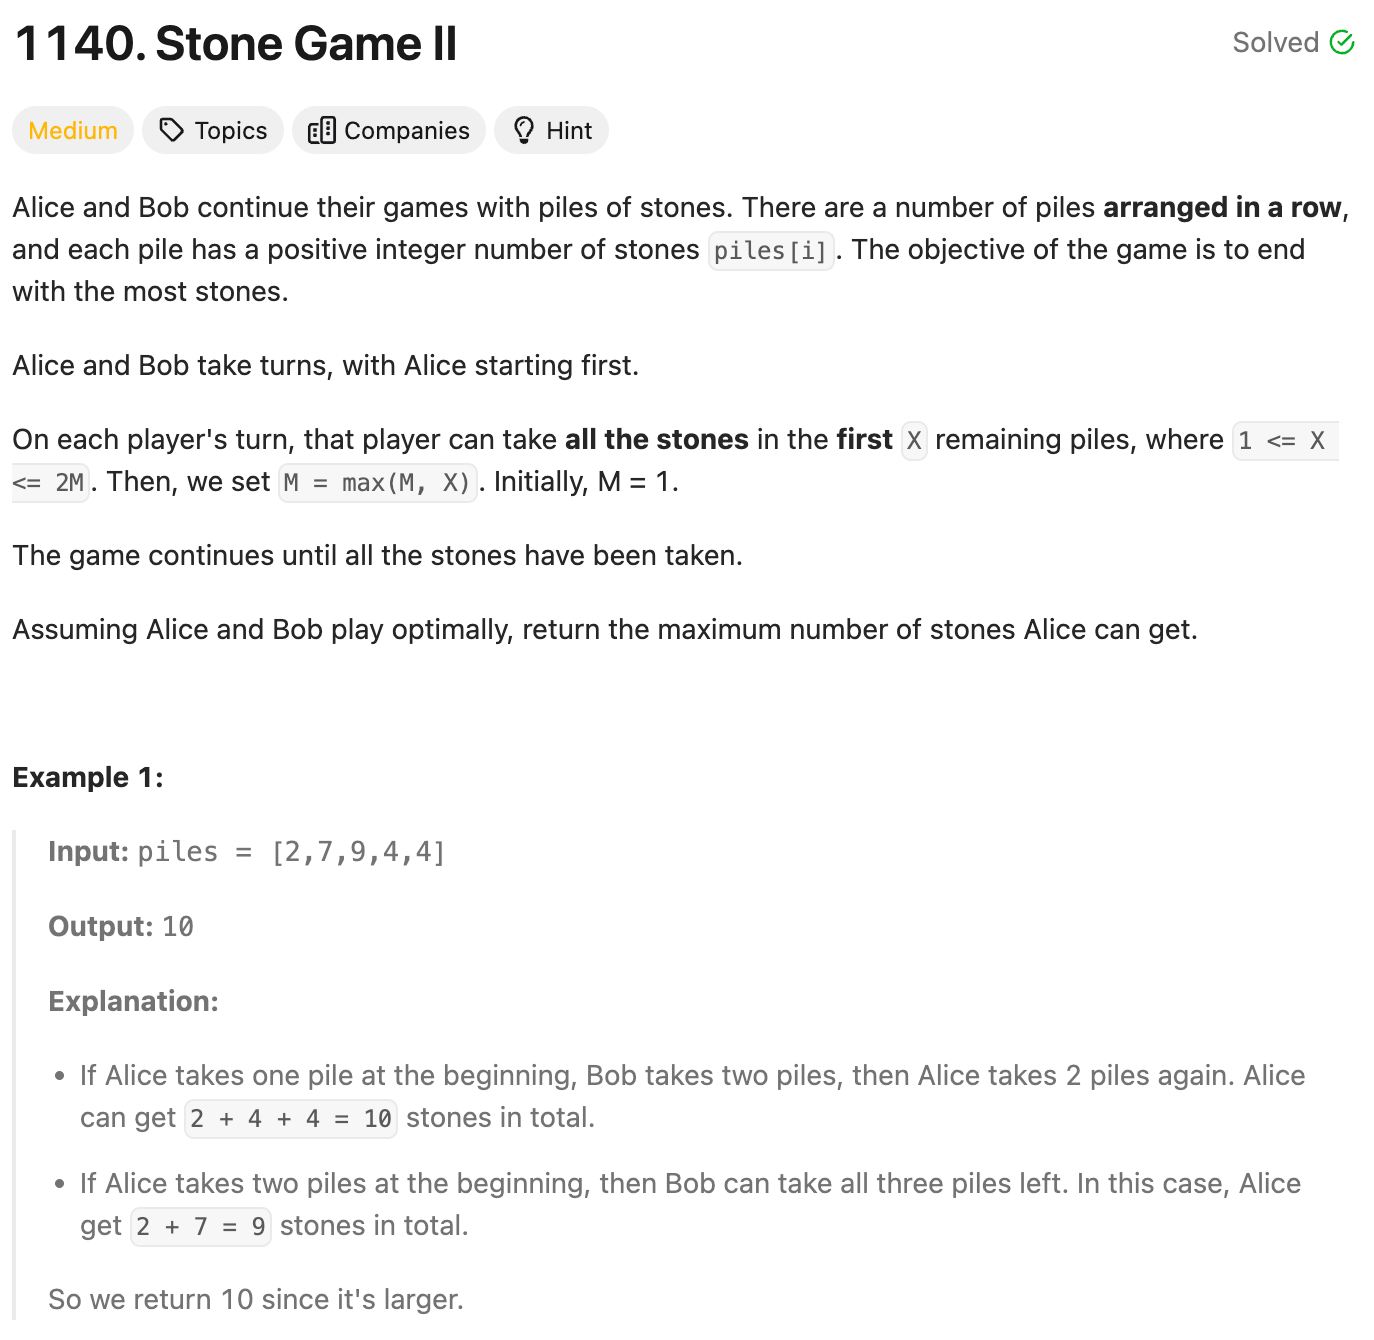 1140. Stone Game II
Solved
Medium
Topics
Companies
Hint
Alice and Bob continue their games with piles of stones. There are a number of piles arranged in a row,
and each pile has a positive integer number of stones piles[i]. The objective of the game is to end
with the most stones.
Alice and Bob take turns, with Alice starting first.
On each player's turn, that player can take all the stones in the first X remaining piles, where 1 <= X
<= 2M. Then, we set M = max(M, X). Initially, M = 1.
The game continues until all the stones have been taken.
Assuming Alice and Bob play optimally, return the maximum number of stones Alice can get.
Example 1:
Input: piles = [2,7,9,4,4]
Output: 10
Explanation:
• If Alice takes one pile at the beginning, Bob takes two piles, then Alice takes 2 piles again. Alice
can get 2 + 4 + 4 = 10 stones in total.
• If Alice takes two piles at the beginning, then Bob can take all three piles left. In this case, Alice
get 2 + 7 = 9 stones in total.
So we return 10 since it's larger.